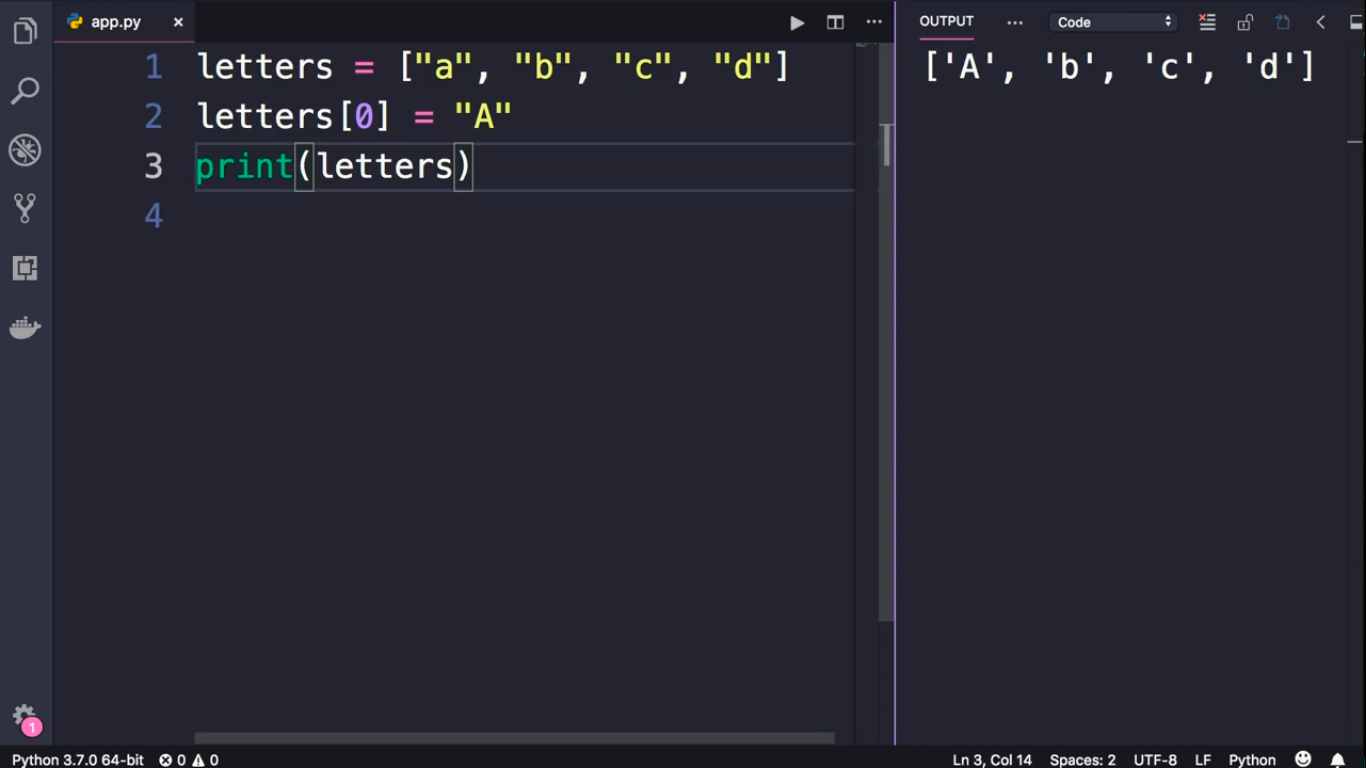 app.py
OUTPUT
Code
1 letters = ["a", "b", "c", "d"]
2 letters[0] = "A"
3 print(letters)
4
['A', 'b', 'c', 'd']
1
Python 3.7.0 64-bit 0 0 Ln 3, Col 14 Spaces: 2 UTF-8 LF Python